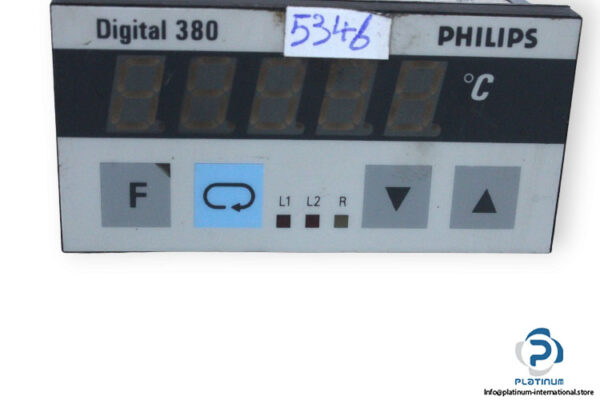 Digital 380 5346 PHILIPS
°C
F
L1 L2 R
PLATINUM
Info@platinum-international.store